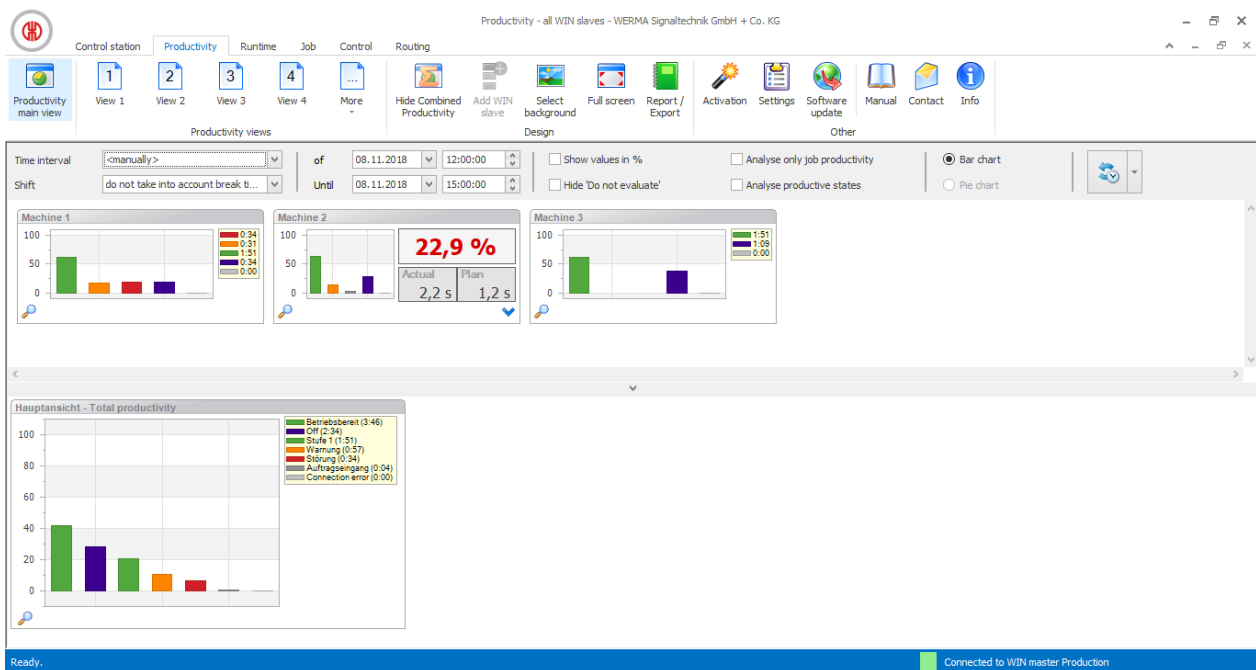 Productivity - all WIN slaves - WERMA Signaltechnik GmbH + Co. KG
Control station Productivity Runtime Job Control Routing
1 2 3 4 ...
Productivity main view View 1 View 2 View 3 View 4 More Hide Combined Productivity Add WIN slave Select background Full screen Report / Export Activation Settings Software update Manual Contact Info
Productivity views Design Other
Time interval <manually> of 08.11.2018 12:00:00 Show values in % Analyse only job productivity Bar chart
Shift do not take into account break ti... Until 08.11.2018 15:00:00 Hide 'Do not evaluate' Analyse productive states Pie chart
Machine 1
100
50
0
0:34
0:31
1:51
0:34
0:00
Machine 2
100
50
0
22,9 %
Actual Plan
2,2 s 1,2 s
Machine 3
100
50
0
1:51
1:09
0:00
Hauptansicht - Total productivity
100
80
60
40
20
0
Betriebsbereit (3:46)
Off (2:34)
Stufe 1 (1:51)
Warnung (0:57)
Störung (0:34)
Auftragseingang (0:04)
Connection error (0:00)
Ready. Connected to WIN master Production